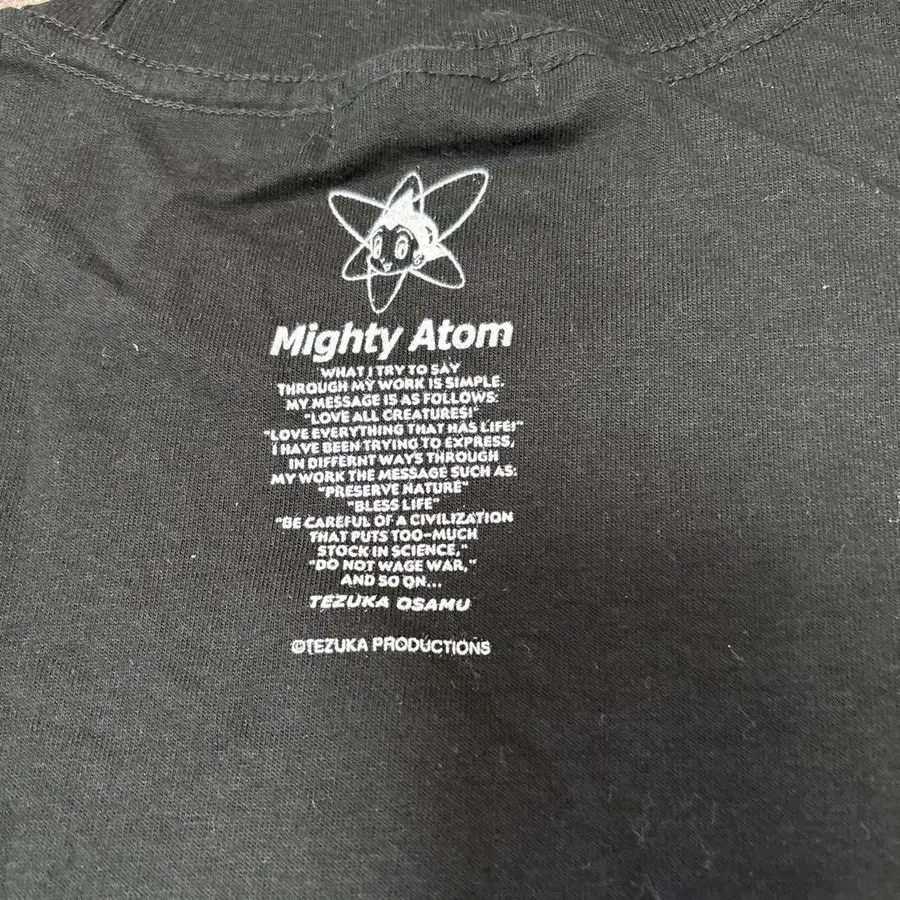 Mighty Atom
WHAT I TRY TO SAY
THROUGH MY WORK IS SIMPLE.
MY MESSAGE IS AS FOLLOWS:
"LOVE ALL CREATURES!"
"LOVE EVERYTHING THAT HAS LIFE!"
I HAVE BEEN TRYING TO EXPRESS,
IN DIFFERNT WAYS THROUGH
MY WORK THE MESSAGE SUCH AS:
"PRESERVE NATURE"
"BLESS LIFE"
"BE CAREFUL OF A CIVILIZATION
THAT PUTS TOO-MUCH
STOCK IN SCIENCE,"
"DO NOT WAGE WAR,"
AND SO ON...
TEZUKA OSAMU
©TEZUKA PRODUCTIONS